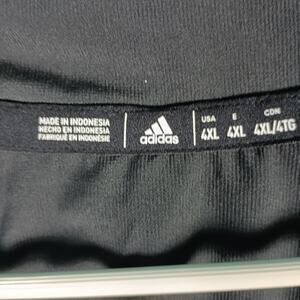 MADE IN INDONESIA
HECHO EN INDONESIA
FABRIQUÉ EN INDONÉSIE
adidas
USA E CDN
4XL 4XL 4XL/4TG